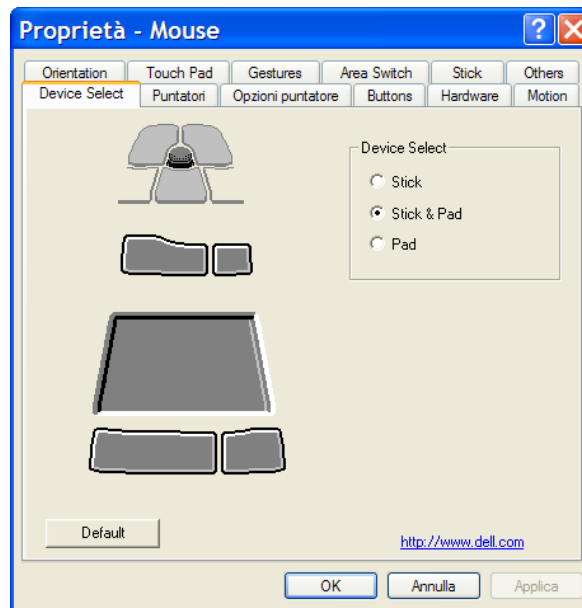 Proprietà - Mouse
Orientation Touch Pad Gestures Area Switch Stick Others
Device Select Puntatori Opzioni puntatore Buttons Hardware Motion
Device Select
Stick
Stick & Pad
Pad
Default
http://www.dell.com
OK Annulla Applica